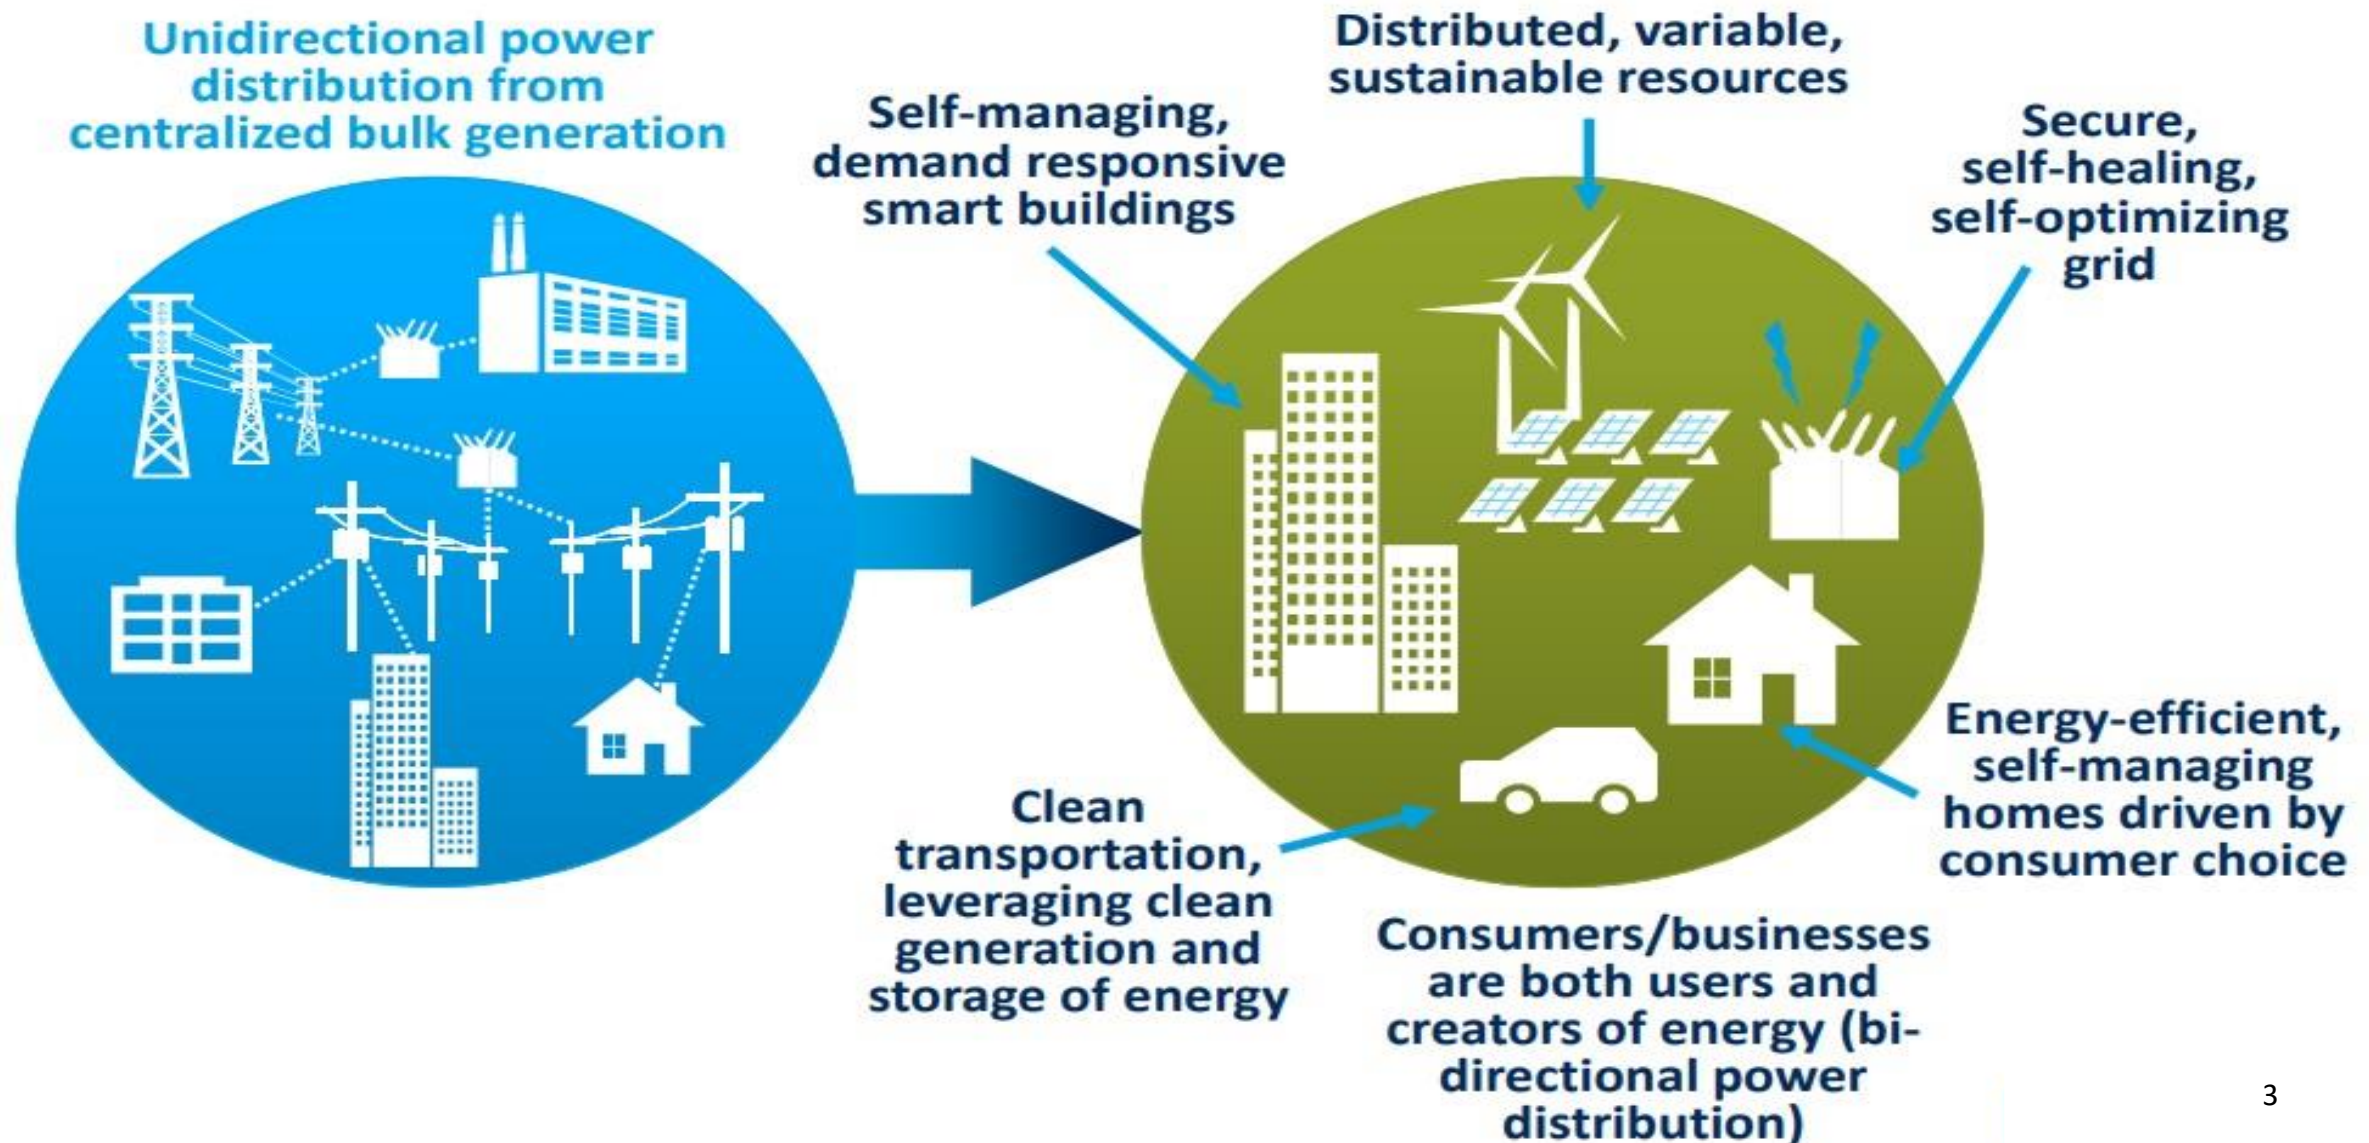 Unidirectional power
distribution from
centralized bulk generation
Self-managing,
demand responsive
smart buildings
Distributed, variable,
sustainable resources
Secure,
self-healing,
self-optimizing
grid
Energy-efficient,
self-managing
homes driven by
consumer choice
Clean
transportation,
leveraging clean
generation and
storage of energy
Consumers/businesses
are both users and
creators of energy (bi-
directional power
distribution)
3